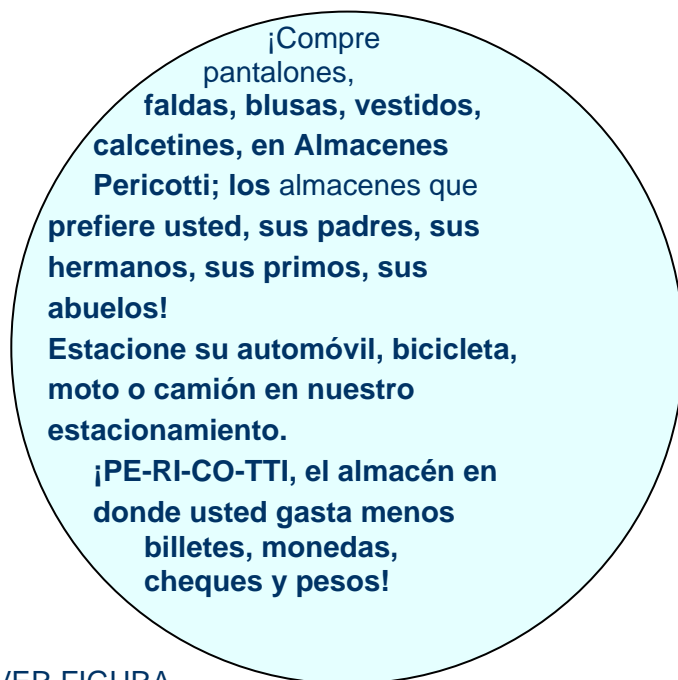 ¡Compre
pantalones,
faldas, blusas, vestidos,
calcetines, en Almacenes
Pericotti; los almacenes que
prefiere usted, sus padres, sus
hermanos, sus primos, sus
abuelos!
Estacione su automóvil, bicicleta,
moto o camión en nuestro
estacionamiento.
¡PE-RI-CO-TTI, el almacén en
donde usted gasta menos
billetes, monedas,
cheques y pesos!
VER FIGURA